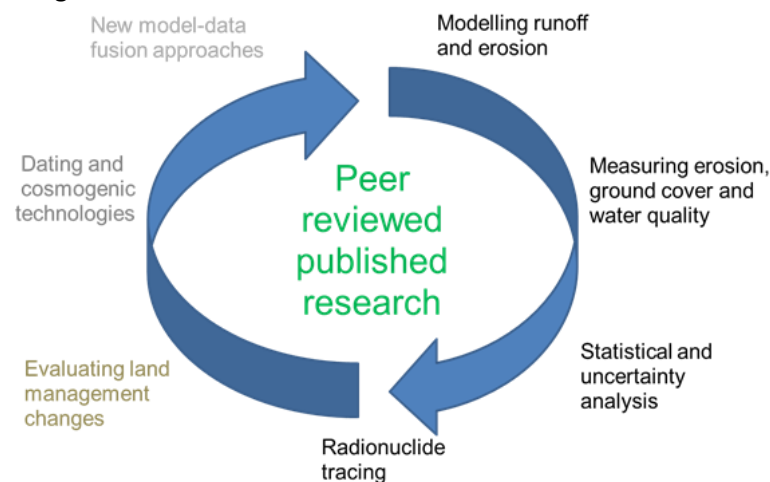 New model-data
fusion approaches
Modelling runoff
and erosion
Dating and
cosmogenic
technologies
Peer
reviewed
published
research
Measuring erosion,
ground cover and
water quality
Evaluating land
management
changes
Statistical and
uncertainty
analysis
Radionuclide
tracing